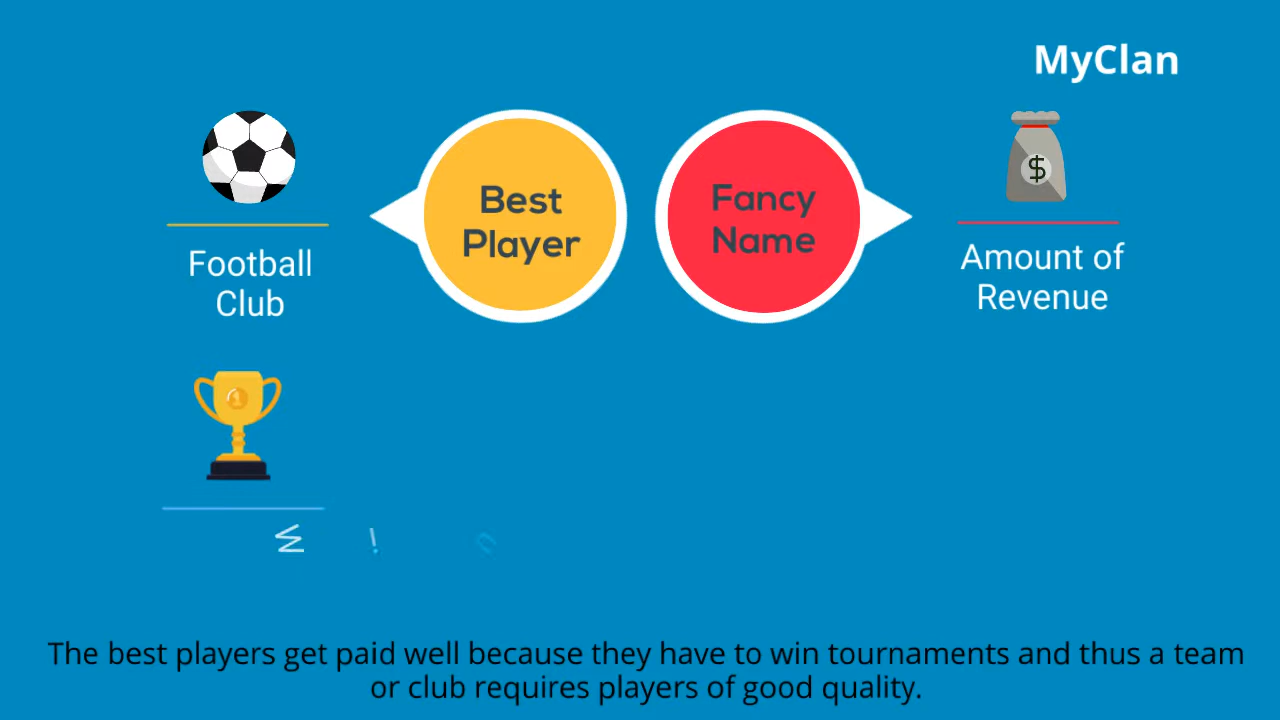 MyClan
Best
Player
Fancy
Name
Football
Club
Amount of
Revenue
The best players get paid well because they have to win tournaments and thus a team
or club requires players of good quality.